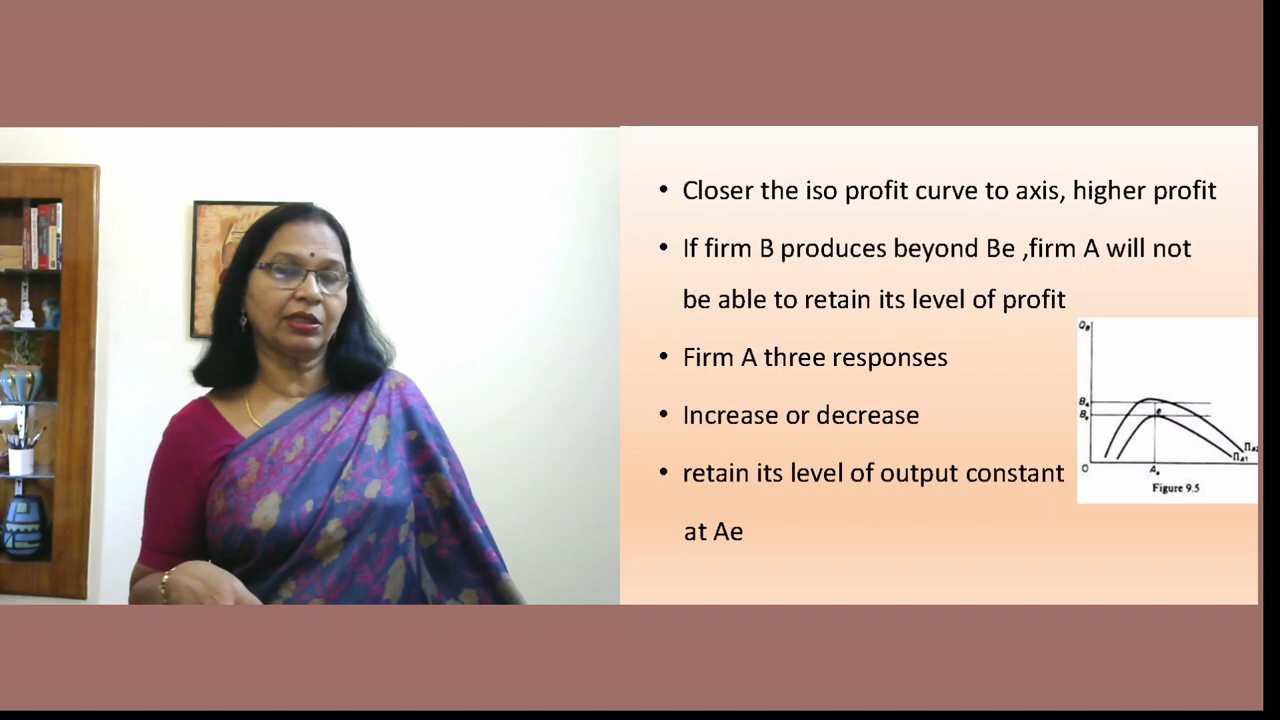 • Closer the iso profit curve to axis, higher profit
• If firm B produces beyond Be ,firm A will not
be able to retain its level of profit
• Firm A three responses
• Increase or decrease
• retain its level of output constant
at Ae
Q
B
B
e
O
A
Figure 9.5